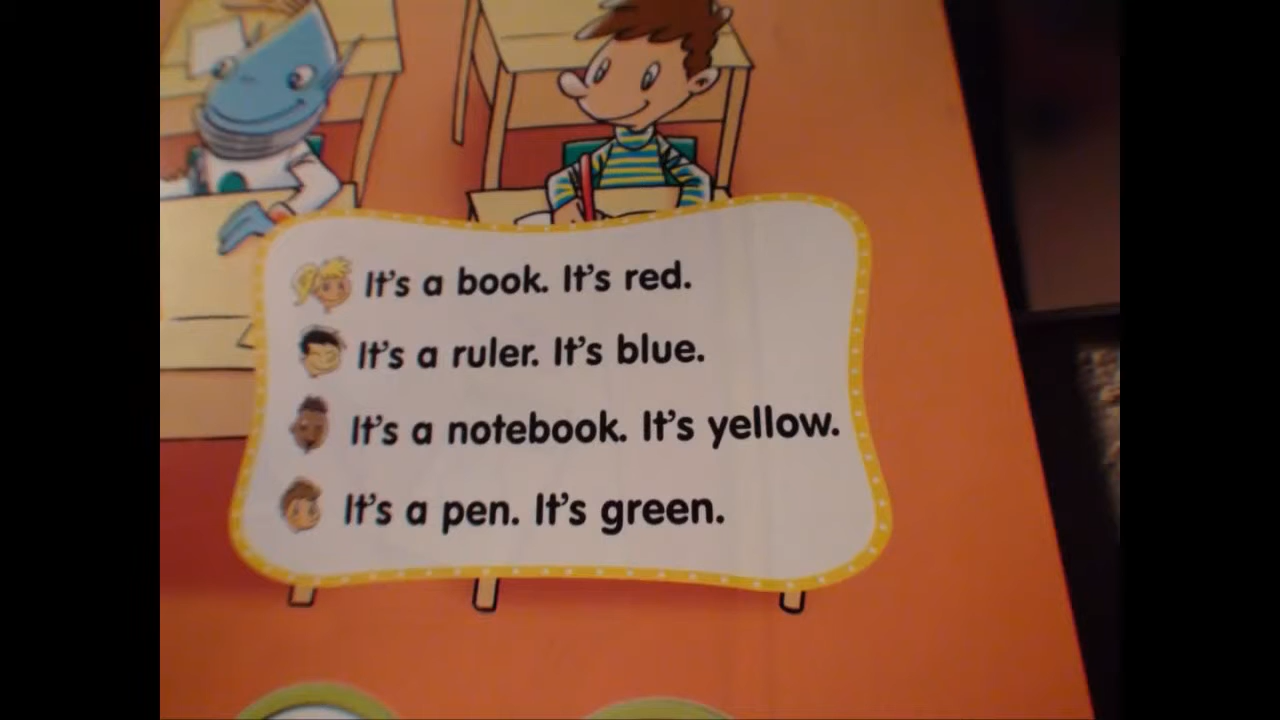 It's a book. It's red.
It's a ruler. It's blue.
It's a notebook. It's yellow.
It's a pen. It's green.